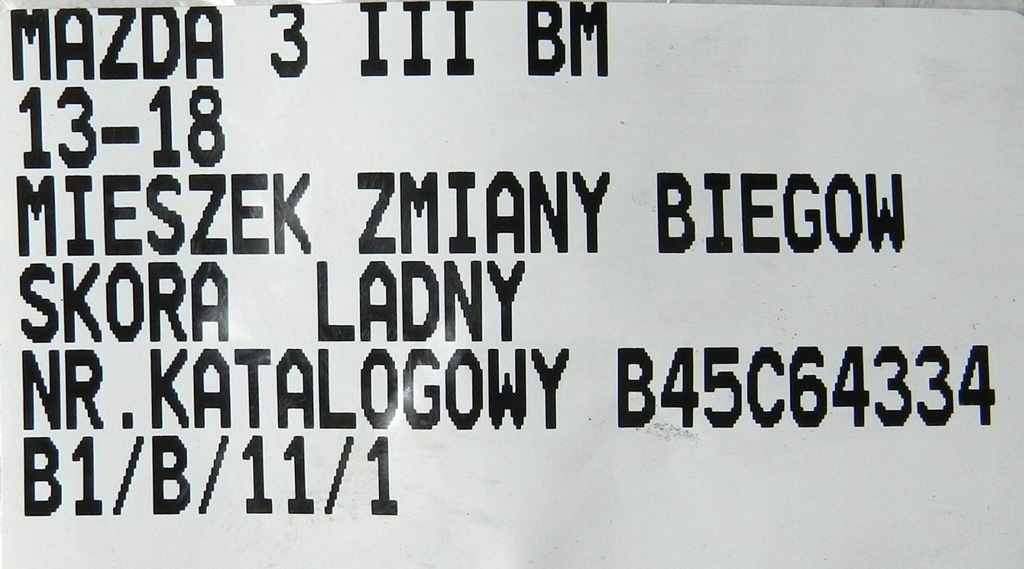 MAZDA 3 III BM
13-18
MIESZEK ZMIANY BIEGOW
SKORA LADNY
NR.KATALOGOWY B45C64334
B1/B/11/1